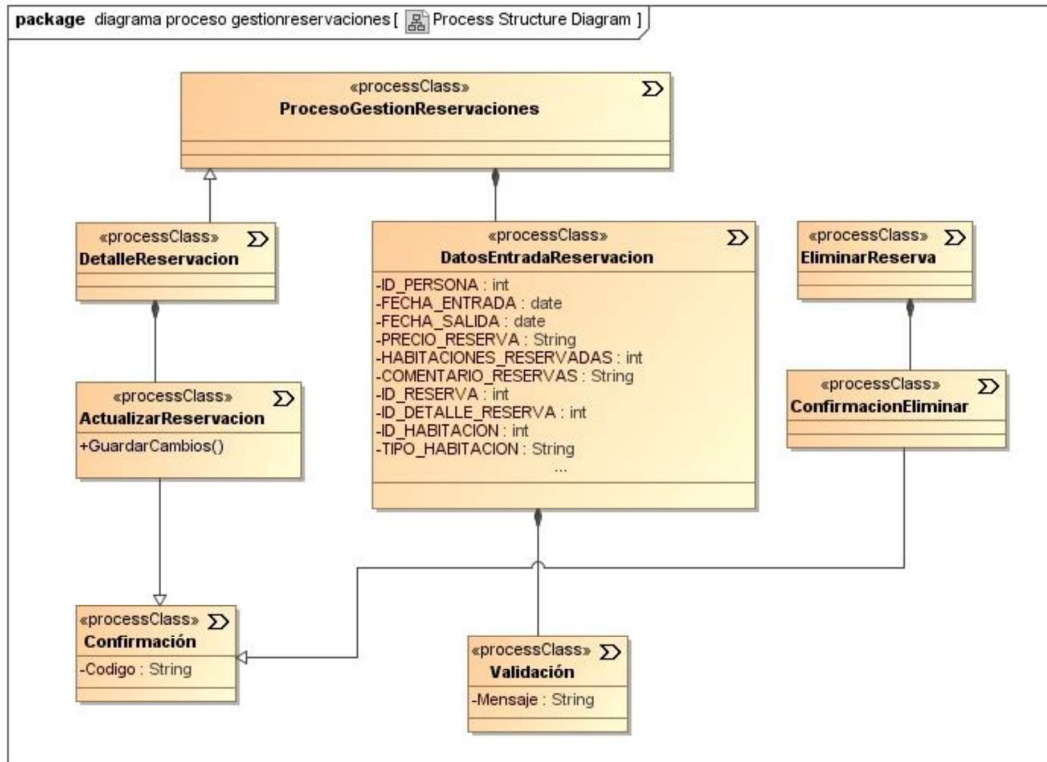 package diagrama proceso gestionreservaciones [ Process Structure Diagram ]
«processClass»
ProcesoGestionReservaciones
«processClass»
DetalleReservacion
«processClass»
DatosEntradaReservacion
-ID_PERSONA : int
-FECHA_ENTRADA : date
-FECHA_SALIDA : date
-PRECIO_RESERVA : String
-HABITACIONES_RESERVADAS : int
-COMENTARIO_RESERVAS : String
-ID_RESERVA : int
-ID_DETALLE_RESERVA : int
-ID_HABITACION : int
-TIPO_HABITACION : String
...
«processClass»
EliminarReserva
«processClass»
ActualizarReservacion
+GuardarCambios()
«processClass»
ConfirmacionEliminar
«processClass»
Confirmación
-Codigo : String
«processClass»
Validación
-Mensaje : String